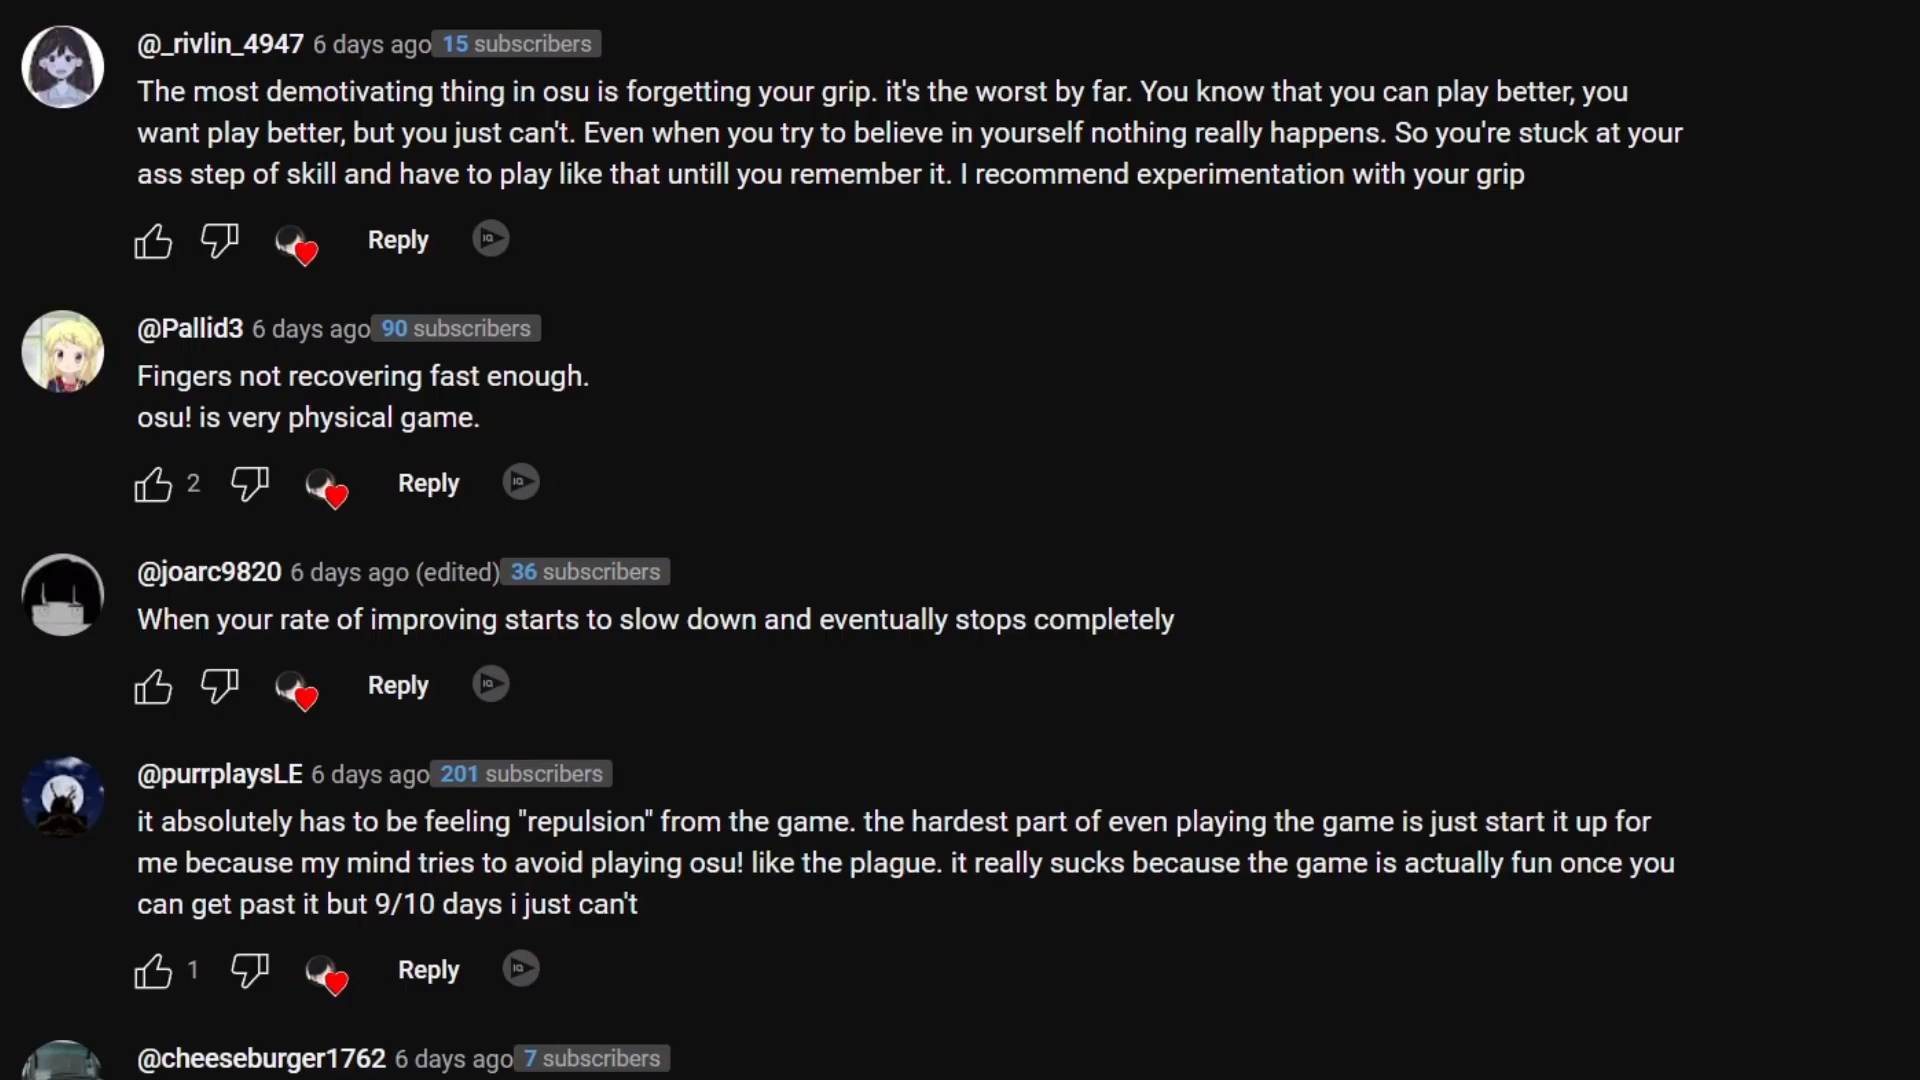 @_rivlin_4947 6 days ago 15 subscribers
The most demotivating thing in osu is forgetting your grip. it's the worst by far. You know that you can play better, you
want play better, but you just can't. Even when you try to believe in yourself nothing really happens. So you're stuck at your
ass step of skill and have to play like that untill you remember it. I recommend experimentation with your grip
Reply IQ
@Pallid3 6 days ago 90 subscribers
Fingers not recovering fast enough.
osu! is very physical game.
2 Reply IQ
@joarc9820 6 days ago (edited) 36 subscribers
When your rate of improving starts to slow down and eventually stops completely
Reply IQ
@purrplaysLE 6 days ago 201 subscribers
it absolutely has to be feeling "repulsion" from the game. the hardest part of even playing the game is just start it up for
me because my mind tries to avoid playing osu! like the plague. it really sucks because the game is actually fun once you
can get past it but 9/10 days i just can't
1 Reply IQ
@cheeseburger1762 6 days ago 7 subscribers